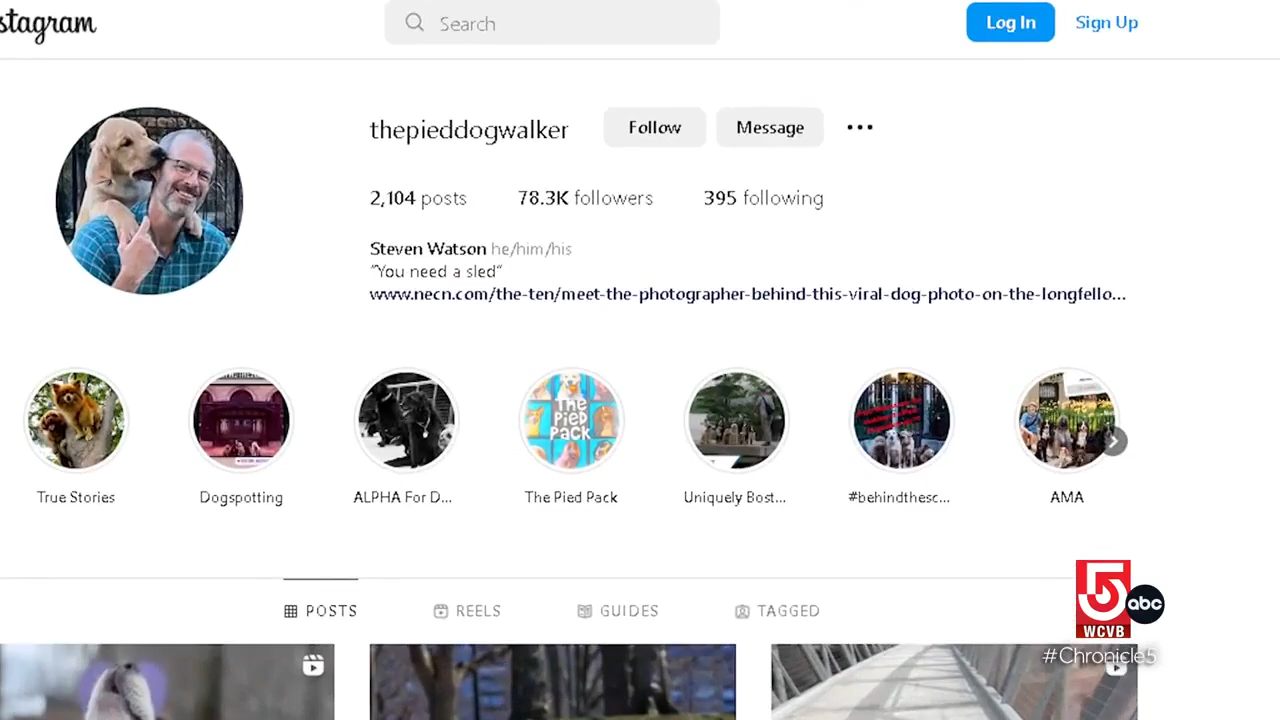 stagram
Search
Log In
Sign Up
thepieddogwalker
Follow
Message
2,104 posts
78.3K followers
395 following
Steven Watson he/him/his
"You need a sled"
www.necn.com/the-ten/meet-the-photographer-behind-this-viral-dog-photo-on-the-longfello...
THE PIED PACK
True Stories
Dogspotting
ALPHA For D...
The Pied Pack
Uniquely Bost...
#behindthesc...
AMA
POSTS
REELS
GUIDES
TAGGED
5
abc
WCVB
#Chronicle5